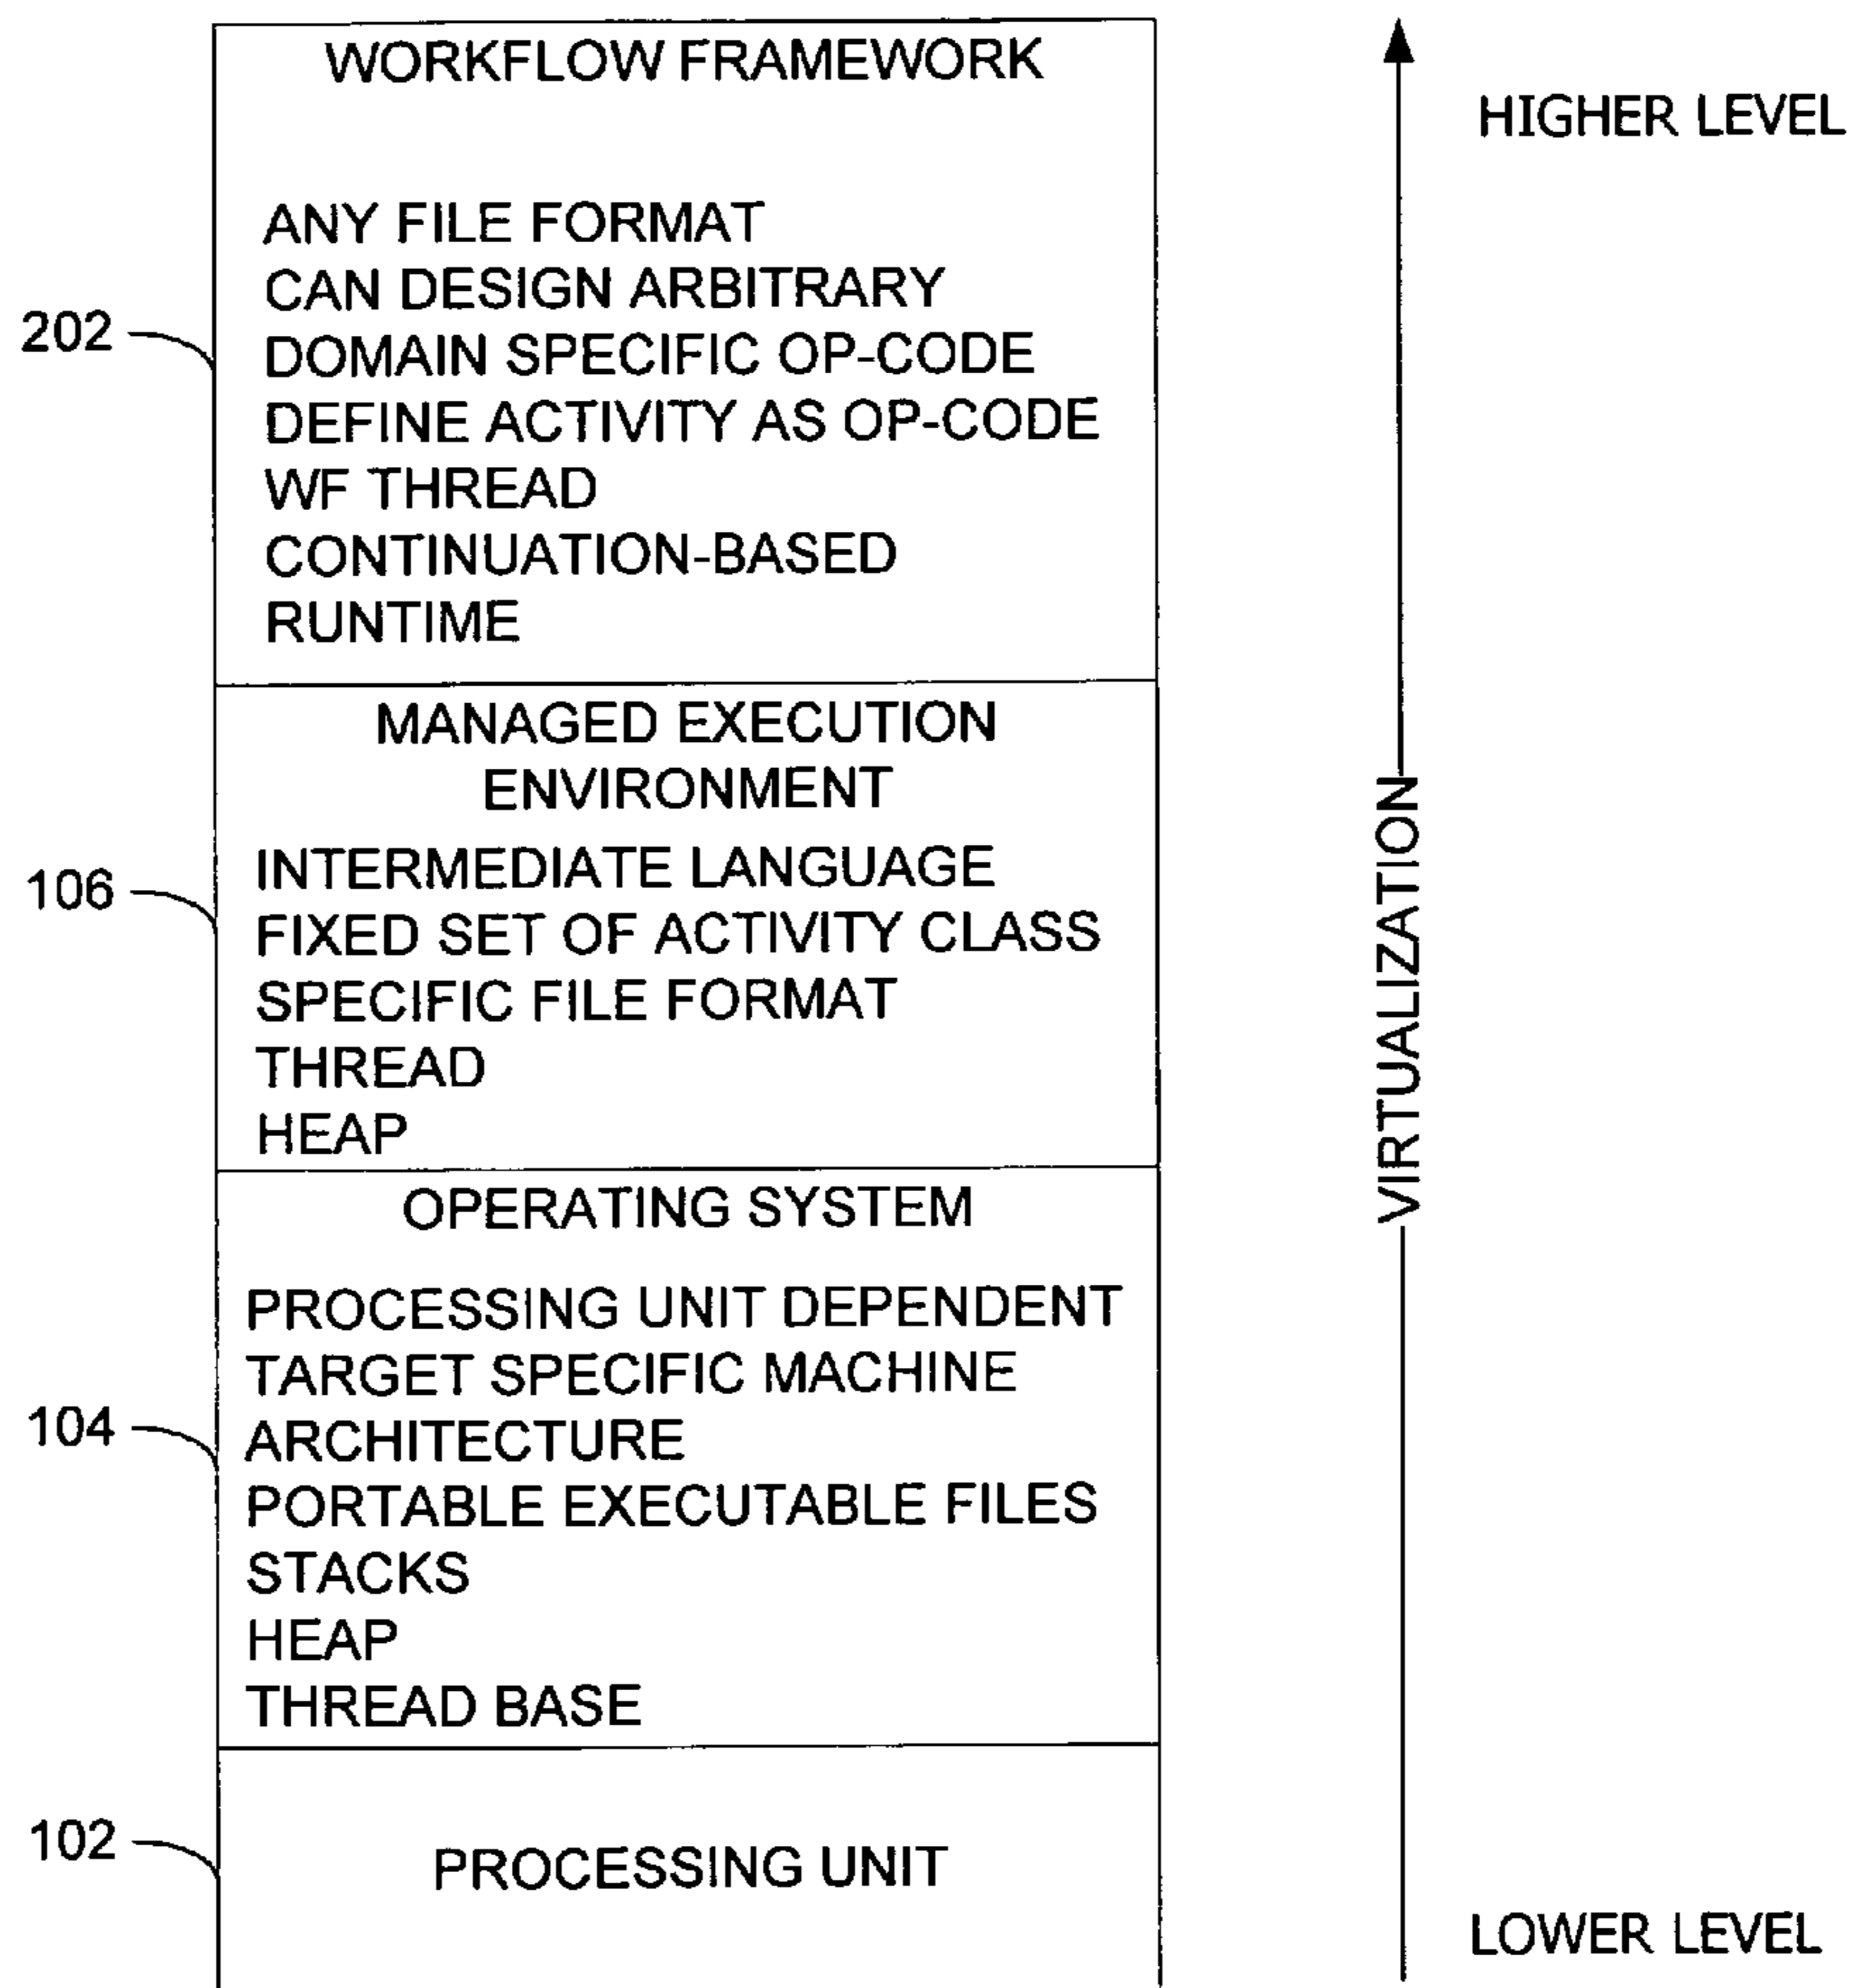 WORKFLOW FRAMEWORK
HIGHER LEVEL
ANY FILE FORMAT
CAN DESIGN ARBITRARY
202
DOMAIN SPECIFIC OP-CODE
DEFINE ACTIVITY AS OP-CODE
WF THREAD
CONTINUATION-BASED
RUNTIME
MANAGED EXECUTION
ENVIRONMENT
106
INTERMEDIATE LANGUAGE
FIXED SET OF ACTIVITY CLASS
SPECIFIC FILE FORMAT
THREAD
HEAP
VIRTUALIZATION
OPERATING SYSTEM
PROCESSING UNIT DEPENDENT
TARGET SPECIFIC MACHINE
104
ARCHITECTURE
PORTABLE EXECUTABLE FILES
STACKS
HEAP
THREAD BASE
102
PROCESSING UNIT
LOWER LEVEL